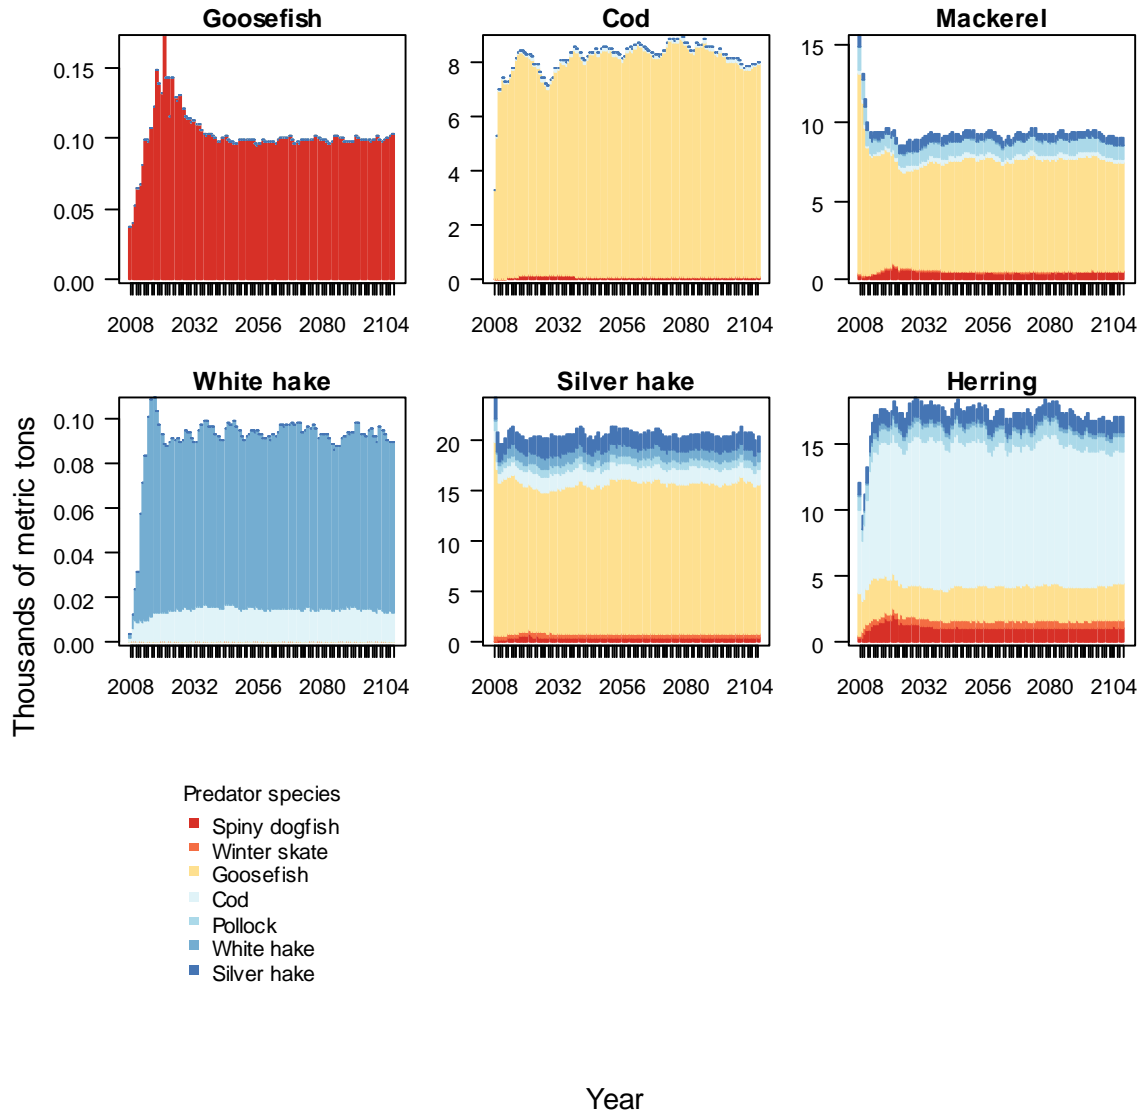 Goosefish Cod Mackerel
0.15
0.10
0.05
0.00
8
6
4
2
0
15
10
5
0
2008 2032 2056 2080 2104
2008 2032 2056 2080 2104
2008 2032 2056 2080 2104
White hake Silver hake Herring
0.10
0.08
0.06
0.04
0.02
0.00
20
15
10
5
0
15
10
5
0
2008 2032 2056 2080 2104
2008 2032 2056 2080 2104
2008 2032 2056 2080 2104
Thousands of metric tons
Predator species
Spiny dogfish
Winter skate
Goosefish
Cod
Pollock
White hake
Silver hake
Year